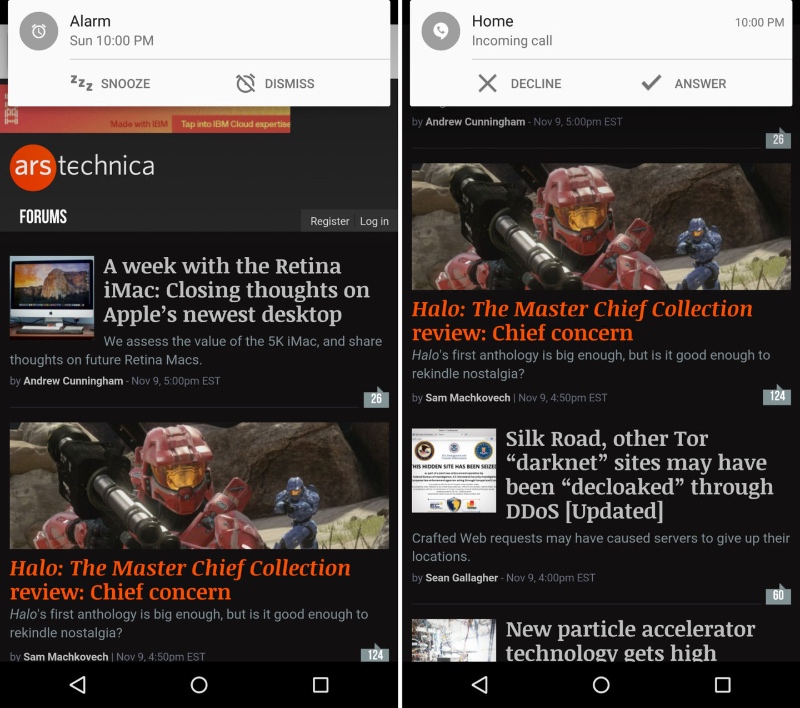 Alarm
Sun 10:00 PM
zzz SNOOZE
DISMISS
Made with IBM
Tap into IBM Cloud expertise
ars technica
FORUMS
Register
Log in
A week with the Retina
iMac: Closing thoughts on
Apple’s newest desktop
We assess the value of the 5K iMac, and share
thoughts on future Retina Macs.
by Andrew Cunningham - Nov 9, 5:00pm EST
26
Halo: The Master Chief Collection
review: Chief concern
Halo's first anthology is big enough, but is it good enough to
rekindle nostalgia?
by Sam Machkovech | Nov 9, 4:50pm EST
124
Home
10:00 PM
Incoming call
DECLINE
ANSWER
by Andrew Cunningham - Nov 9, 5:00pm EST
26
Halo: The Master Chief Collection
review: Chief concern
Halo's first anthology is big enough, but is it good enough to
rekindle nostalgia?
by Sam Machkovech | Nov 9, 4:50pm EST
124
THIS HIDDEN SITE HAS BEEN SEIZED
Silk Road, other Tor
“darknet” sites may have
been “decloaked” through
DDoS [Updated]
Crafted Web requests may have caused servers to give up their
locations.
by Sean Gallagher - Nov 9, 4:00pm EST
60
New particle accelerator
technology gets high